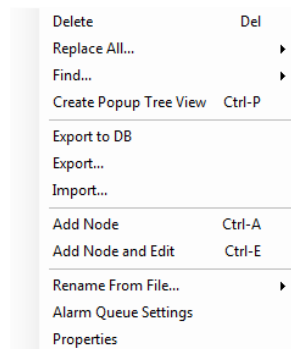 Delete Del
Replace All...
Find...
Create Popup Tree View Ctrl-P
Export to DB
Export...
Import...
Add Node Ctrl-A
Add Node and Edit Ctrl-E
Rename From File...
Alarm Queue Settings
Properties